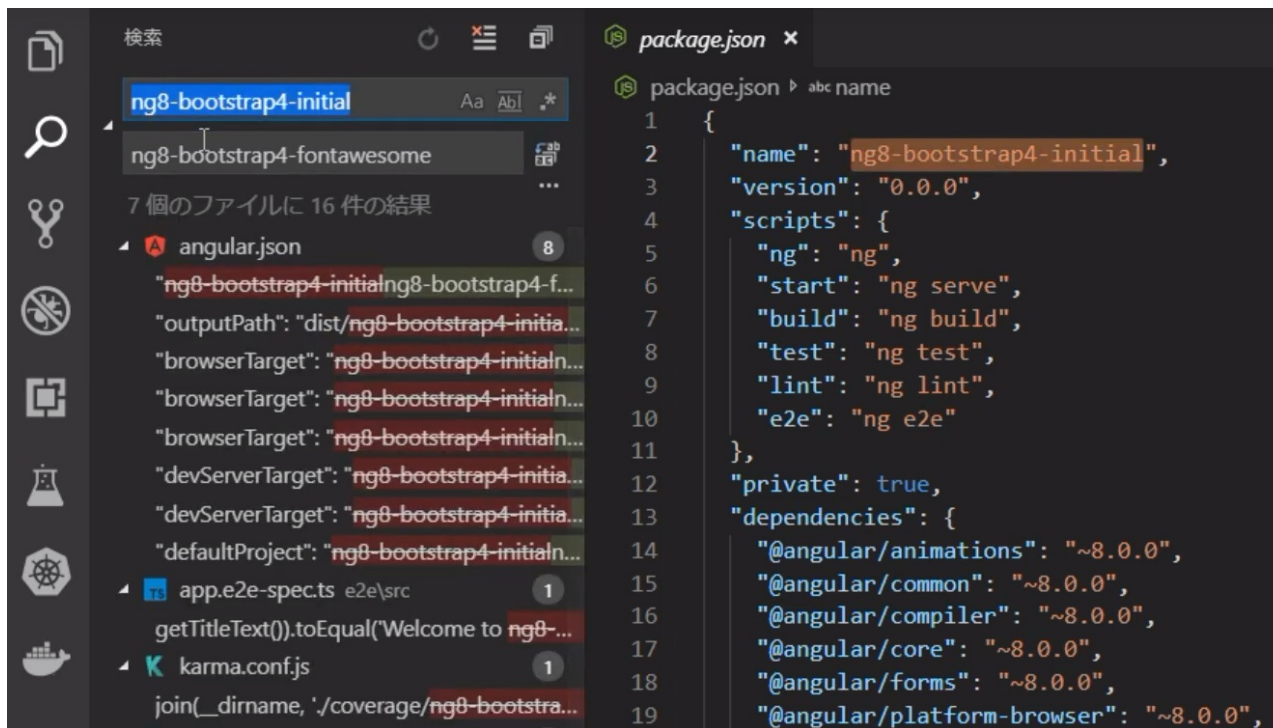 検索
ng8-bootstrap4-initial Aa Abl .*
ng8-bootstrap4-fontawesome
...
7 個のファイルに 16 件の結果
angular.json 8
"ng8-bootstrap4-initialng8-bootstrap4-f...
"outputPath": "dist/ng8-bootstrap4-initia...
"browserTarget": "ng8-bootstrap4-initialn...
"browserTarget": "ng8-bootstrap4-initialn...
"browserTarget": "ng8-bootstrap4-initialn...
"devServerTarget": "ng8-bootstrap4-initia...
"devServerTarget": "ng8-bootstrap4-initia...
"defaultProject": "ng8-bootstrap4-initialn...
TS app.e2e-spec.ts e2e\src 1
getTitleText()).toEqual('Welcome to ng8-...
K karma.conf.js 1
join(__dirname, './coverage/ng8-bootstra...
package.json ×
package.json abc name
1 {
2 "name": "ng8-bootstrap4-initial",
3 "version": "0.0.0",
4 "scripts": {
5 "ng": "ng",
6 "start": "ng serve",
7 "build": "ng build",
8 "test": "ng test",
9 "lint": "ng lint",
10 "e2e": "ng e2e"
11 },
12 "private": true,
13 "dependencies": {
14 "@angular/animations": "~8.0.0",
15 "@angular/common": "~8.0.0",
16 "@angular/compiler": "~8.0.0",
17 "@angular/core": "~8.0.0",
18 "@angular/forms": "~8.0.0",
19 "@angular/platform-browser": "~8.0.0",